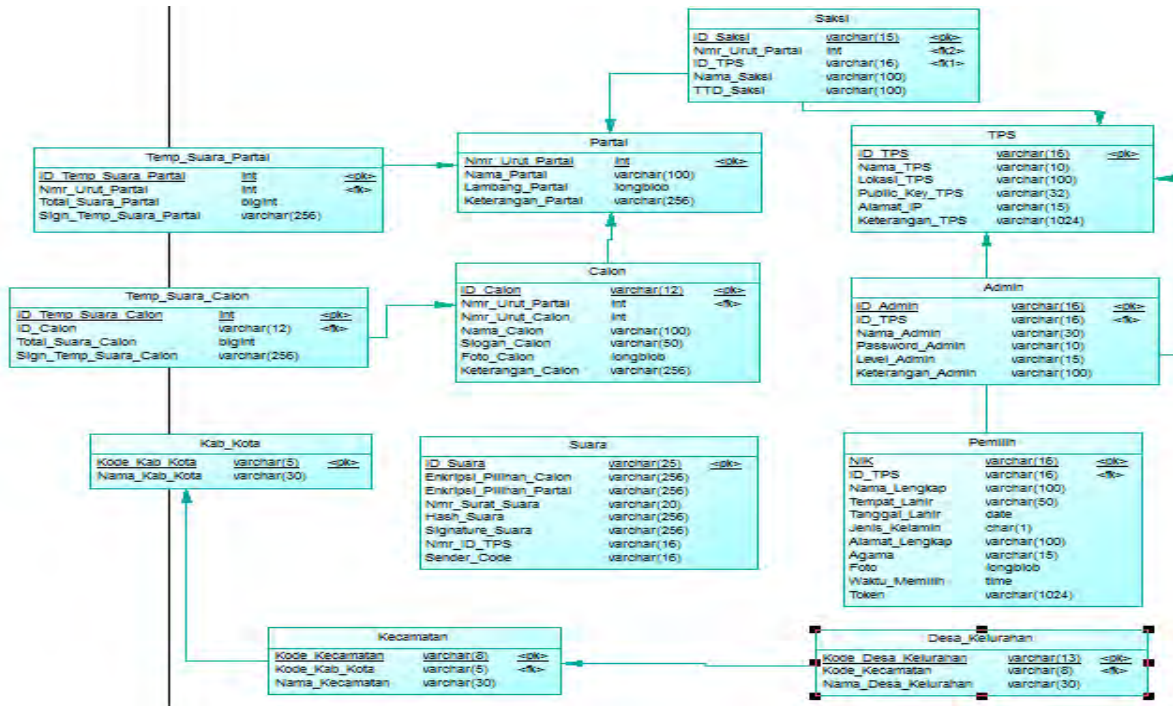 Saksi
ID_Saksi varchar(15) <pk>
Nmr_Urut_Partai int <fk2>
ID_TPS varchar(16) <fk1>
Nama_Saksi varchar(100)
TTD_Saksi varchar(100)
Temp_Suara_Partai
ID_Temp_Suara_Partai int <pk>
Nmr_Urut_Partai int <fk>
Total_Suara_Partai bigint
Sign_Temp_Suara_Partai varchar(256)
Partai
Nmr_Urut_Partai int <pk>
Nama_Partai varchar(100)
Lambang_Partai longblob
Keterangan_Partai varchar(256)
TPS
ID_TPS varchar(16) <pk>
Nama_TPS varchar(10)
Lokasi_TPS varchar(100)
Public_Key_TPS varchar(32)
Alamat_IP varchar(15)
Keterangan_TPS varchar(1024)
Temp_Suara_Calon
ID_Temp_Suara_Calon int <pk>
ID_Calon varchar(12) <fk>
Total_Suara_Calon bigint
Sign_Temp_Suara_Calon varchar(256)
Calon
ID_Calon varchar(12) <pk>
Nmr_Urut_Partai int <fk>
Nmr_Urut_Calon int
Nama_Calon varchar(100)
Slogan_Calon varchar(50)
Foto_Calon longblob
Keterangan_Calon varchar(256)
Admin
ID_Admin varchar(16) <pk>
ID_TPS varchar(16) <fk>
Nama_Admin varchar(30)
Password_Admin varchar(10)
Level_Admin varchar(15)
Keterangan_Admin varchar(100)
Kab_Kota
Kode_Kab_Kota varchar(5) <pk>
Nama_Kab_Kota varchar(30)
Suara
ID_Suara varchar(25) <pk>
Enkripsi_Pilihan_Calon varchar(256)
Enkripsi_Pilihan_Partai varchar(256)
Nmr_Surat_Suara varchar(20)
Hash_Suara varchar(256)
Signature_Suara varchar(256)
Nmr_ID_TPS varchar(16)
Sender_Code varchar(16)
Pemilih
NIK varchar(16) <pk>
ID_TPS varchar(16) <fk>
Nama_Lengkap varchar(100)
Tempat_Lahir varchar(50)
Tanggal_Lahir date
Jenis_Kelamin char(1)
Alamat_Lengkap varchar(100)
Agama varchar(15)
Foto longblob
Waktu_Memilih time
Token varchar(1024)
Kecamatan
Kode_Kecamatan varchar(8) <pk>
Kode_Kab_Kota varchar(5) <fk>
Nama_Kecamatan varchar(30)
Desa_Kelurahan
Kode_Desa_Kelurahan varchar(13) <pk>
Kode_Kecamatan varchar(8) <fk>
Nama_Desa_Kelurahan varchar(30)